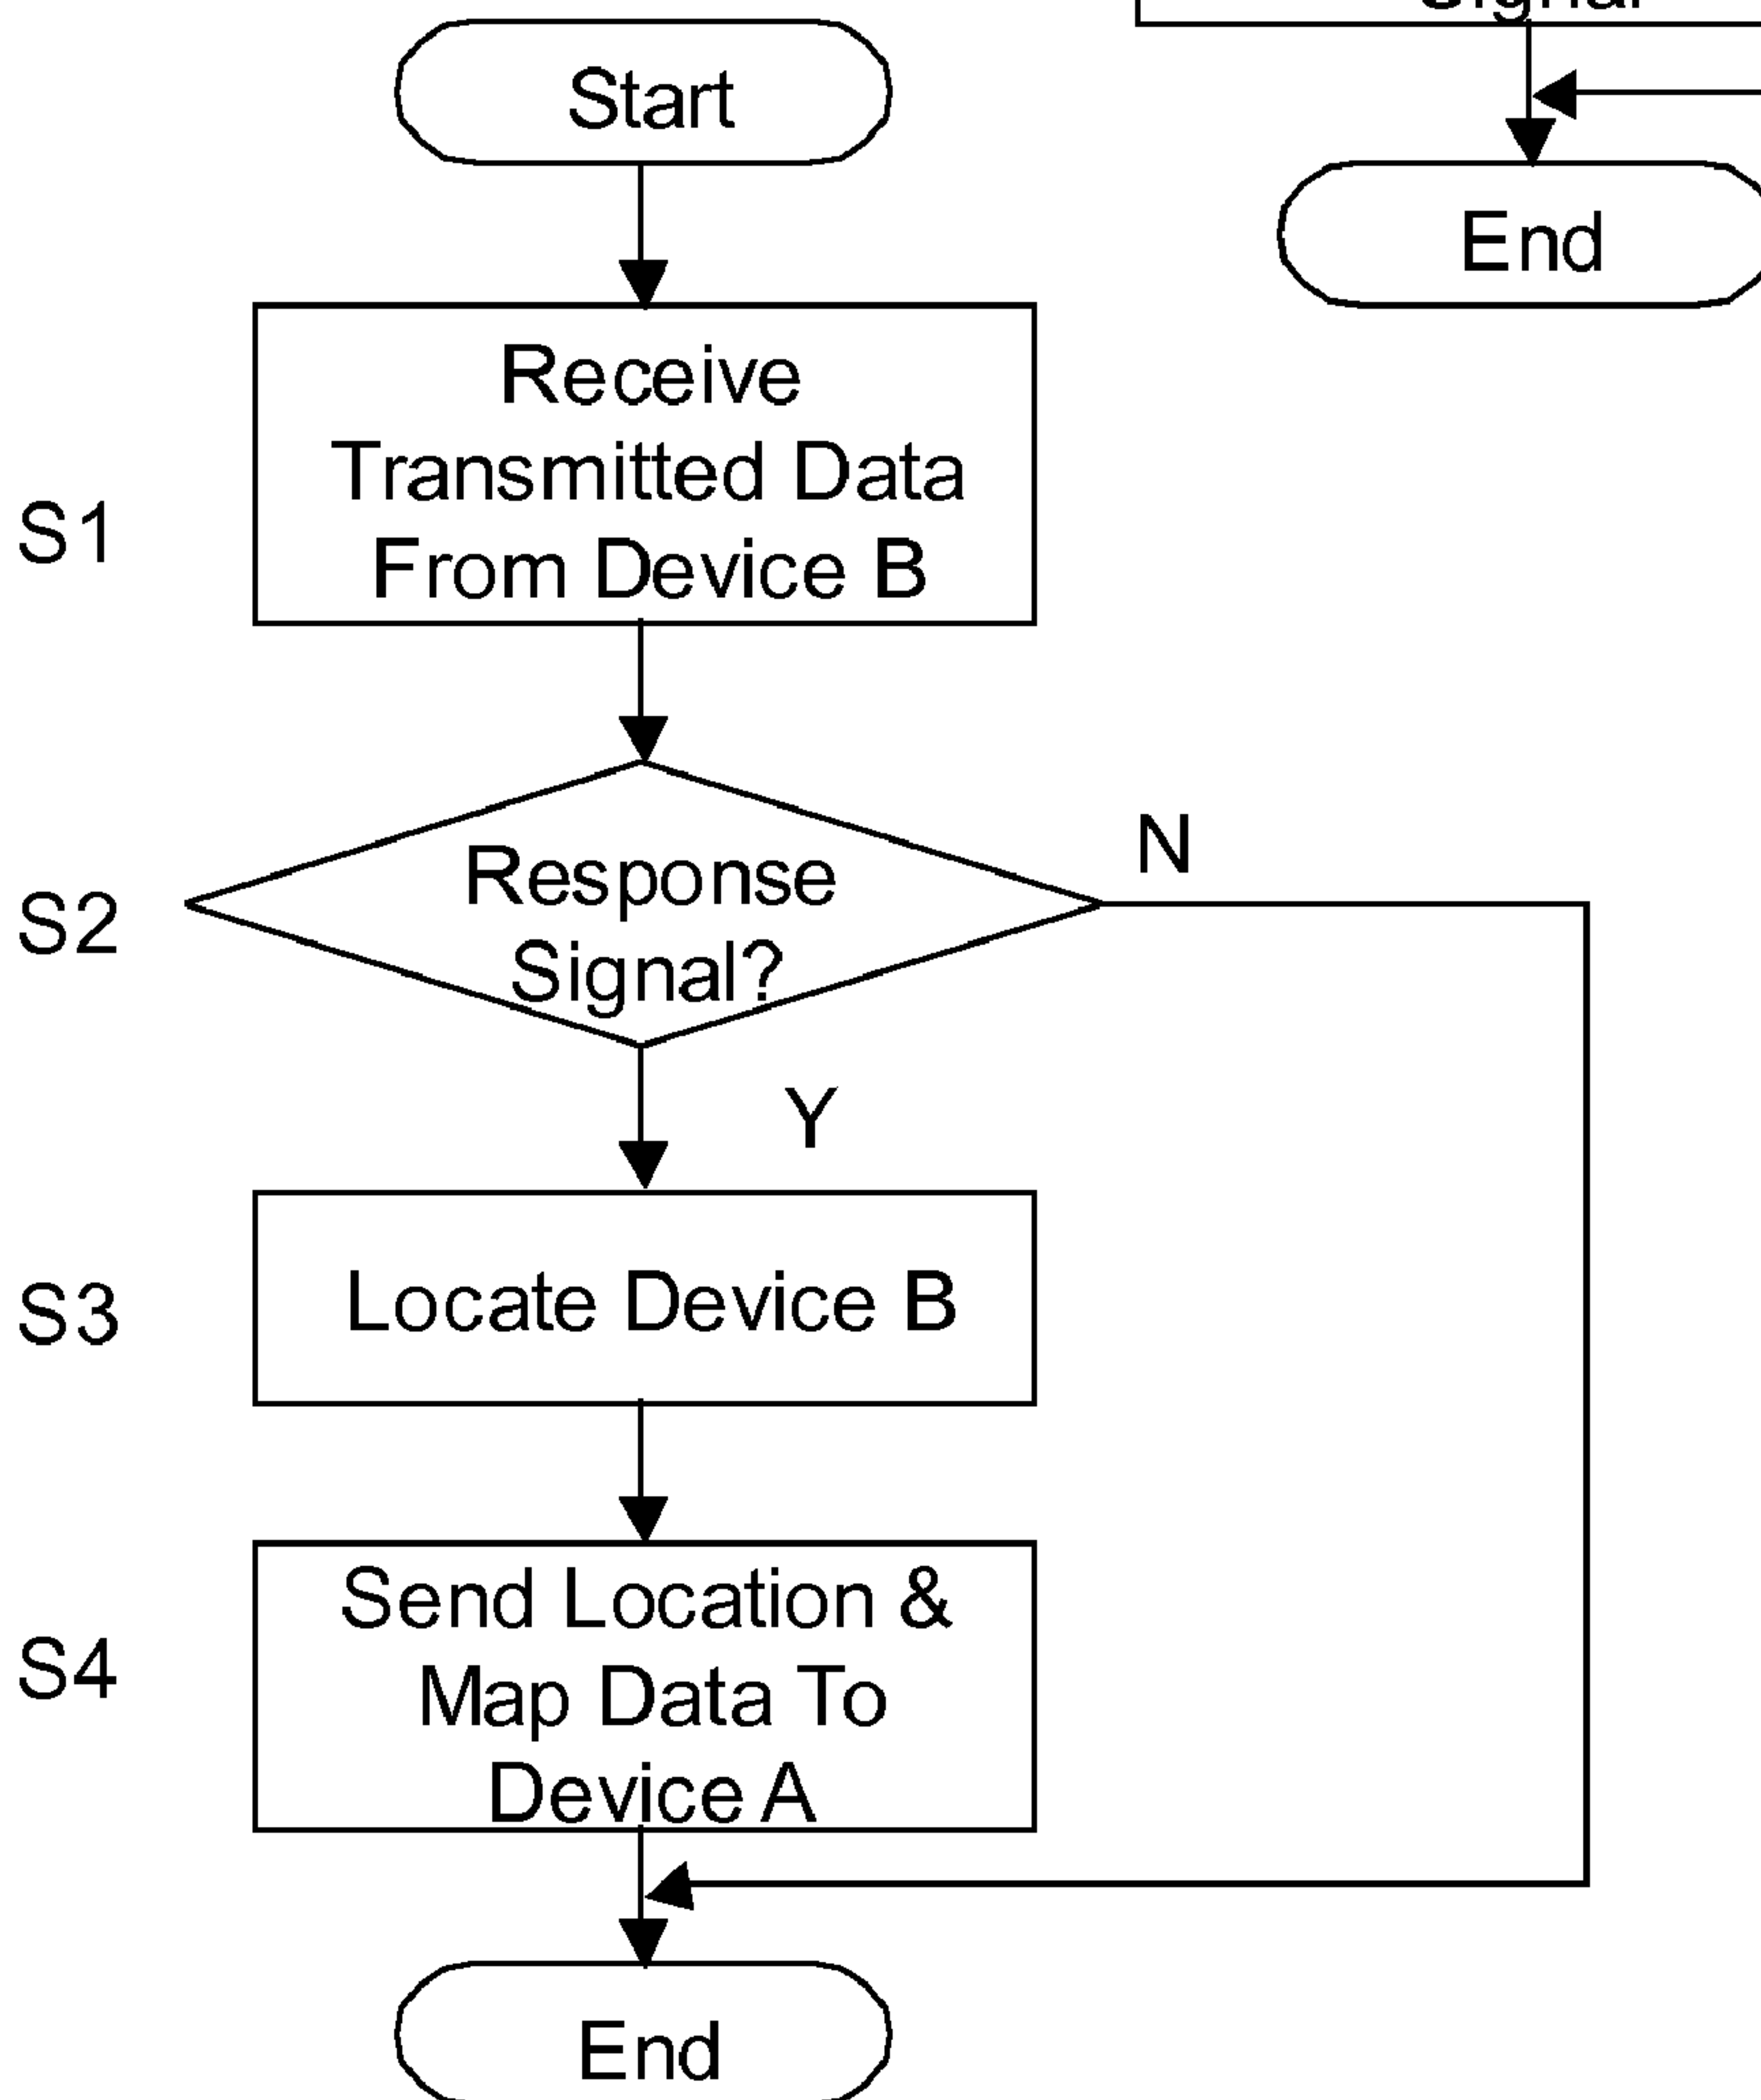 Signal
Start
End
Receive
Transmitted Data
From Device B
S1
N
Response
Signal?
S2
Y
Locate Device B
S3
Send Location &
Map Data To
Device A
S4
End